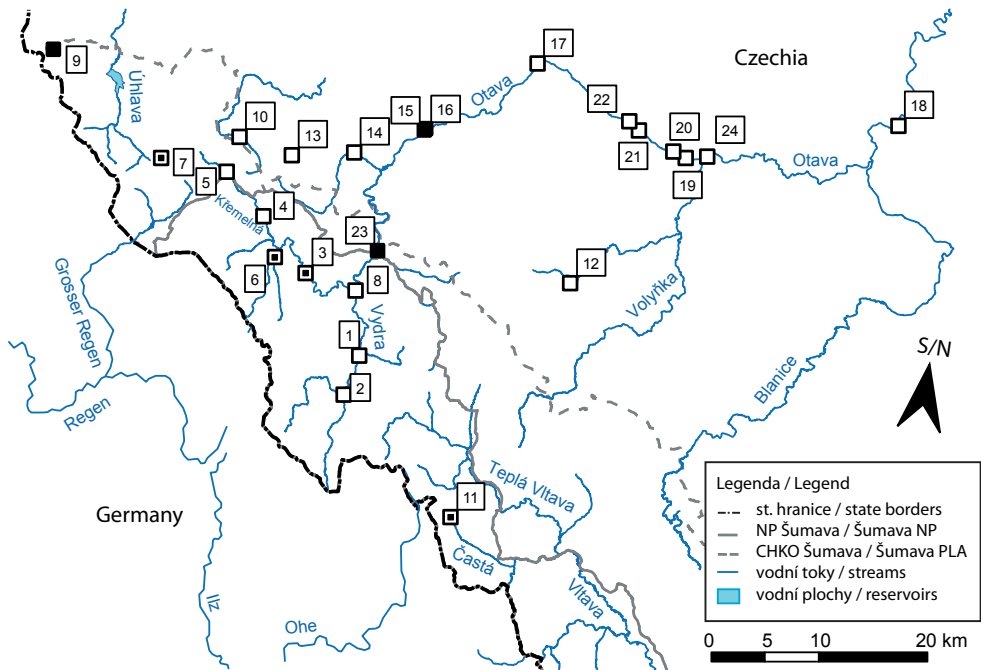 17
Czechia
9
Úhlava
22
18
15
16
Otava
10
13
14
20
24
7
21
Otava
5
19
Křemelná
4
23
3
12
6
8
Grosser Regen
Vydra
Volyňka
1
S/N
2
Blanice
Regen
Teplá Vltava
11
Germany
Častá
Vltava
Ilz
Ohe
Legenda / Legend
st. hranice / state borders
NP Šumava / Šumava NP
CHKO Šumava / Šumava PLA
vodní toky / streams
vodní plochy / reservoirs
0 5 10 20 km